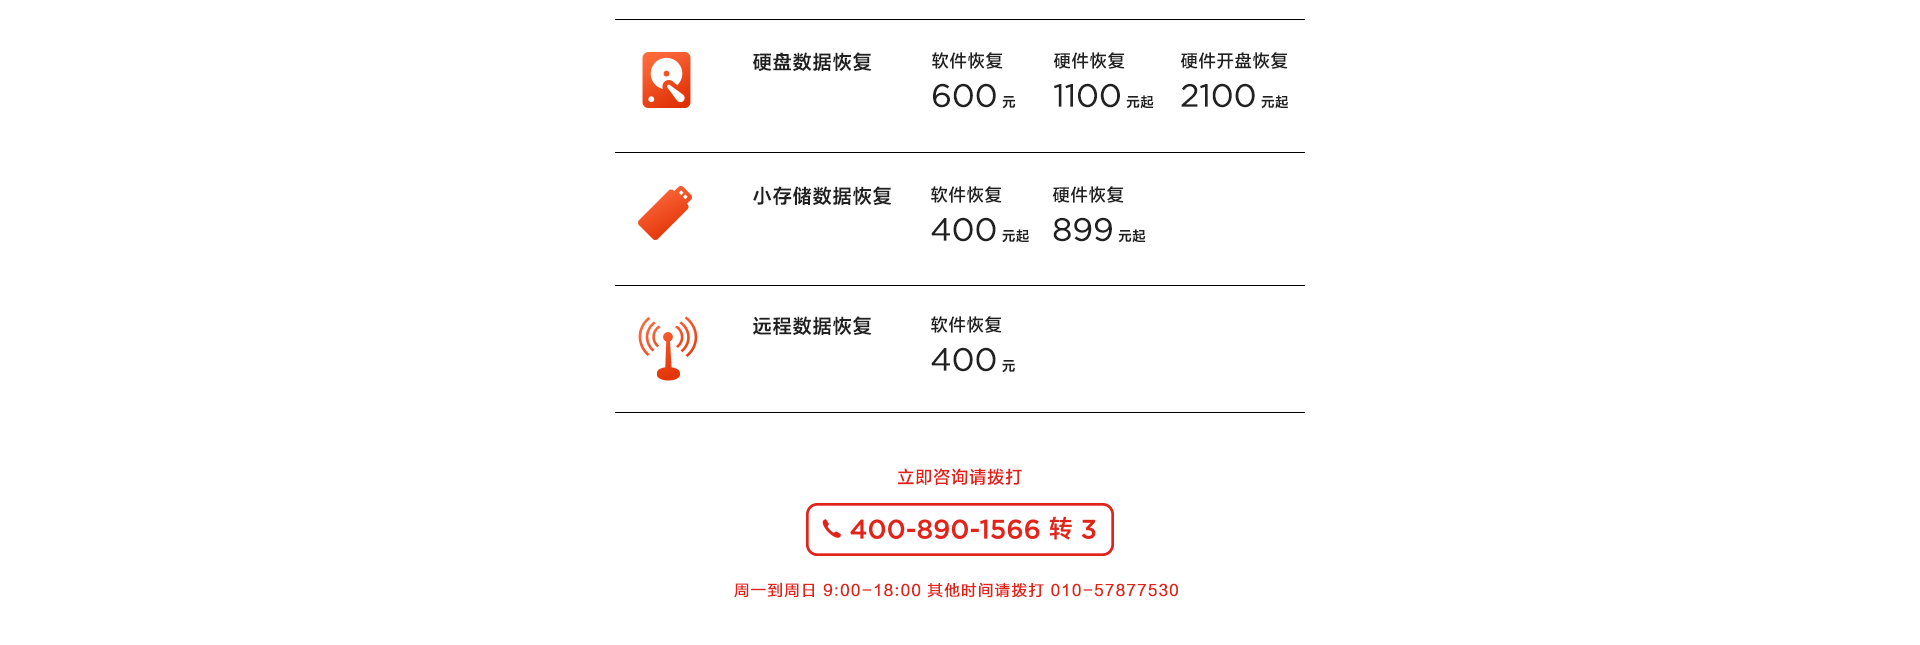 硬盘数据恢复 软件恢复 硬件恢复 硬件开盘恢复
600 元 1100 元起 2100 元起
小存储数据恢复 软件恢复 硬件恢复
400 元起 899 元起
远程数据恢复 软件恢复
400 元
立即咨询请拨打
400-890-1566 转 3
周一到周日 9:00-18:00 其他时间请拨打 010-57877530